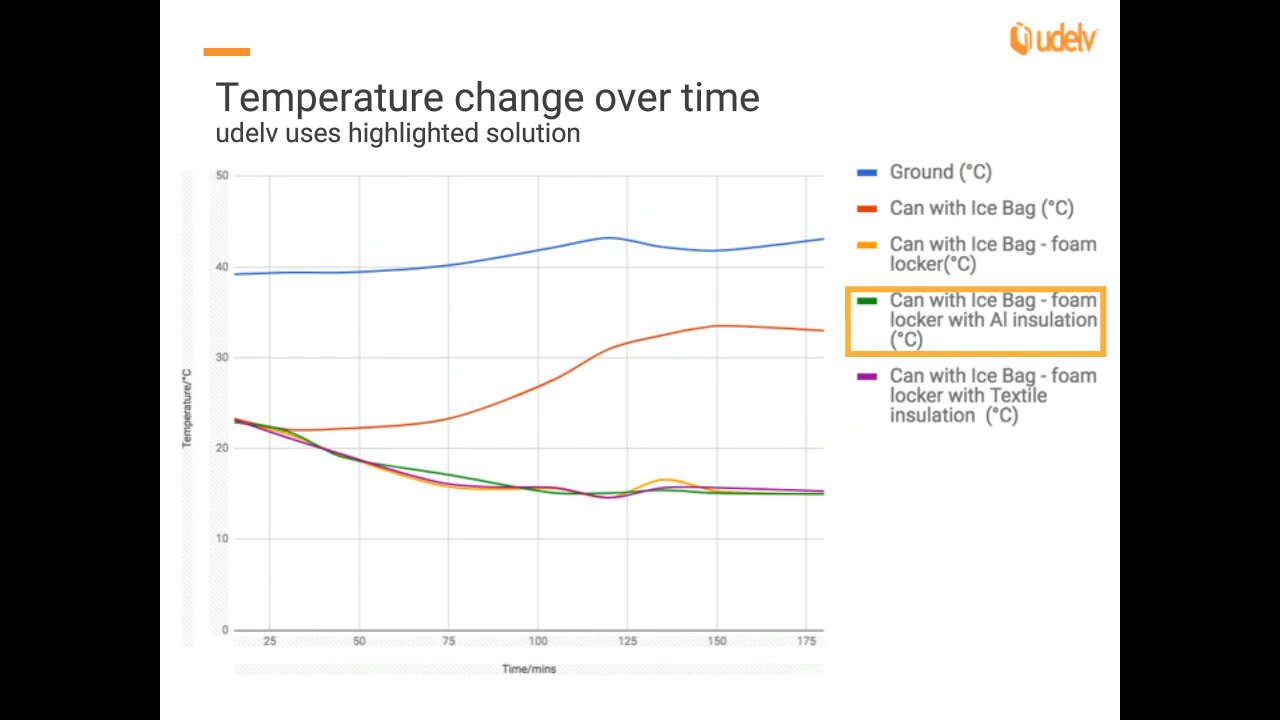 udelv
Temperature change over time
udelv uses highlighted solution
50
40
30
20
10
0
Temperature/°C
25
50
75
100
125
150
175
Time/mins
Ground (°C)
Can with Ice Bag (°C)
Can with Ice Bag - foam
locker(°C)
Can with Ice Bag - foam
locker with Al insulation
(°C)
Can with Ice Bag - foam
locker with Textile
insulation (°C)